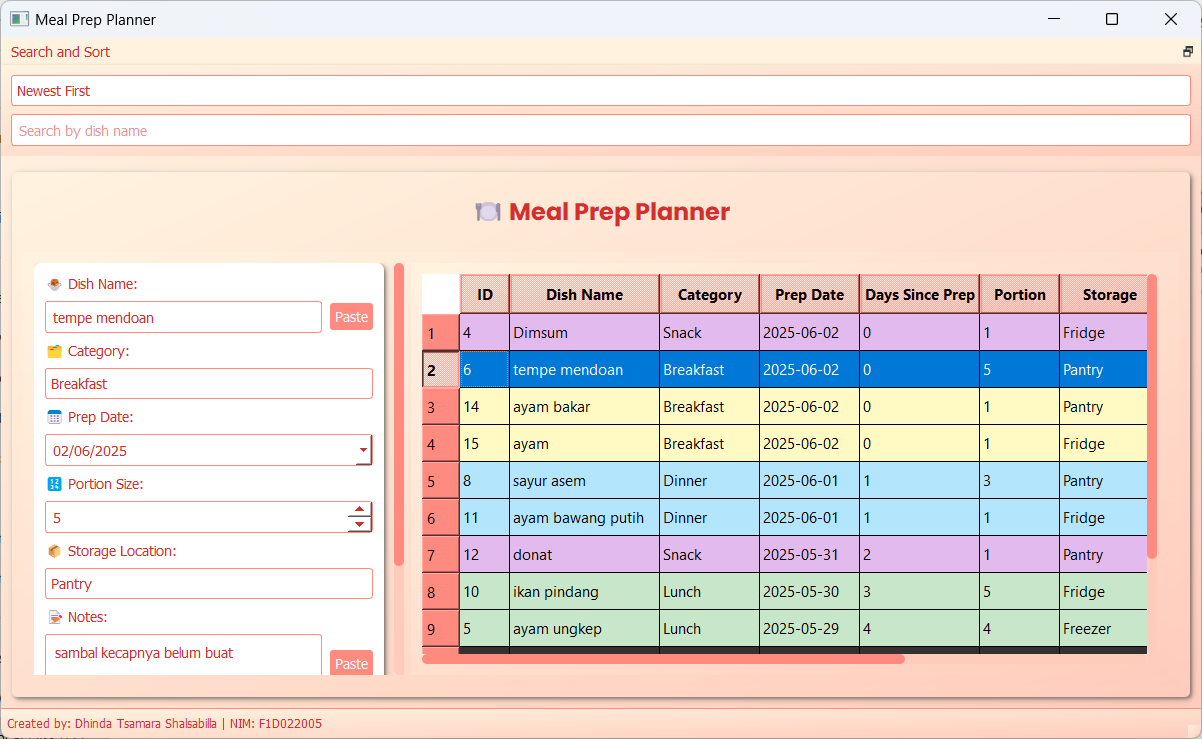 Meal Prep Planner
Search and Sort
Newest First
Search by dish name
Meal Prep Planner
Dish Name:
tempe mendoan
Paste
Category:
Breakfast
Prep Date:
02/06/2025
Portion Size:
5
Storage Location:
Pantry
Notes:
sambal kecapnya belum buat
Paste
ID Dish Name Category Prep Date Days Since Prep Portion Storage
1 4 Dimsum Snack 2025-06-02 0 1 Fridge
2 6 tempe mendoan Breakfast 2025-06-02 0 5 Pantry
3 14 ayam bakar Breakfast 2025-06-02 0 1 Pantry
4 15 ayam Breakfast 2025-06-02 0 1 Fridge
5 8 sayur asem Dinner 2025-06-01 1 3 Pantry
6 11 ayam bawang putih Dinner 2025-06-01 1 1 Fridge
7 12 donat Snack 2025-05-31 2 1 Pantry
8 10 ikan pindang Lunch 2025-05-30 3 5 Fridge
9 5 ayam ungkep Lunch 2025-05-29 4 4 Freezer
Created by: Dhinda Tsamara Shalsabilla | NIM: F1D022005